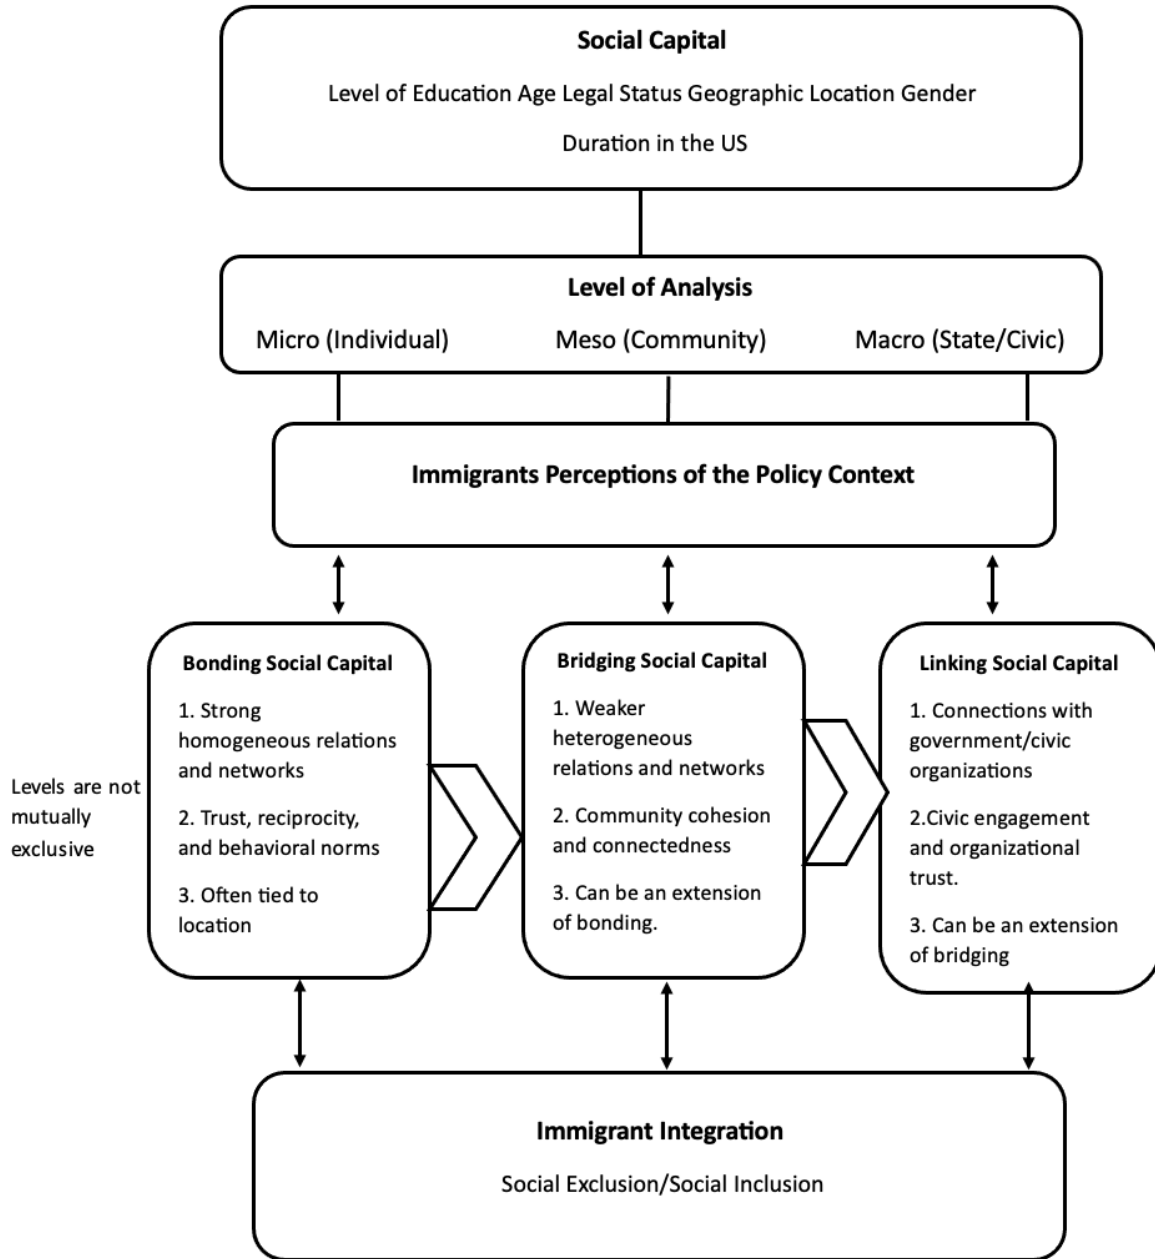 Social Capital
Level of Education Age Legal Status Geographic Location Gender
Duration in the US
Level of Analysis
Micro (Individual)
Meso (Community)
Macro (State/Civic)
Immigrants Perceptions of the Policy Context
Levels are not
mutually
exclusive
Bonding Social Capital
1. Strong
homogeneous relations
and networks
2. Trust, reciprocity,
and behavioral norms
3. Often tied to
location
Bridging Social Capital
1. Weaker
heterogeneous
relations and networks
2. Community cohesion
and connectedness
3. Can be an extension
of bonding.
Linking Social Capital
1. Connections with
government/civic
organizations
2.Civic engagement
and organizational
trust.
3. Can be an extension
of bridging
Immigrant Integration
Social Exclusion/Social Inclusion